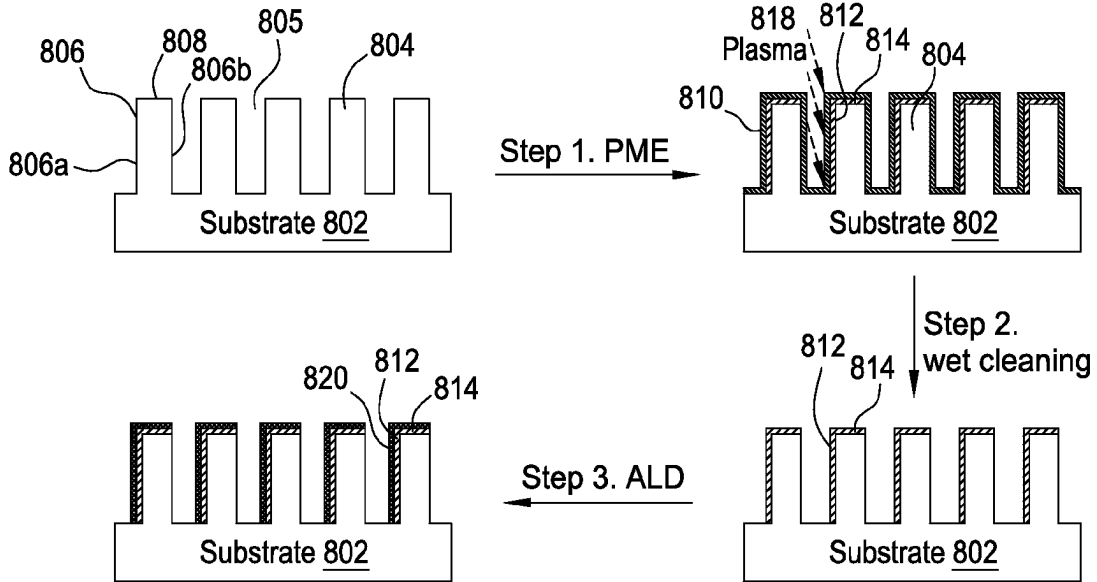 806
808
805
806b
804
806a
Substrate 802
Step 1. PME
818
Plasma
812
814
804
810
Substrate 802
Step 2.
wet cleaning
812
814
Substrate 802
Step 3. ALD
820
812
814
Substrate 802